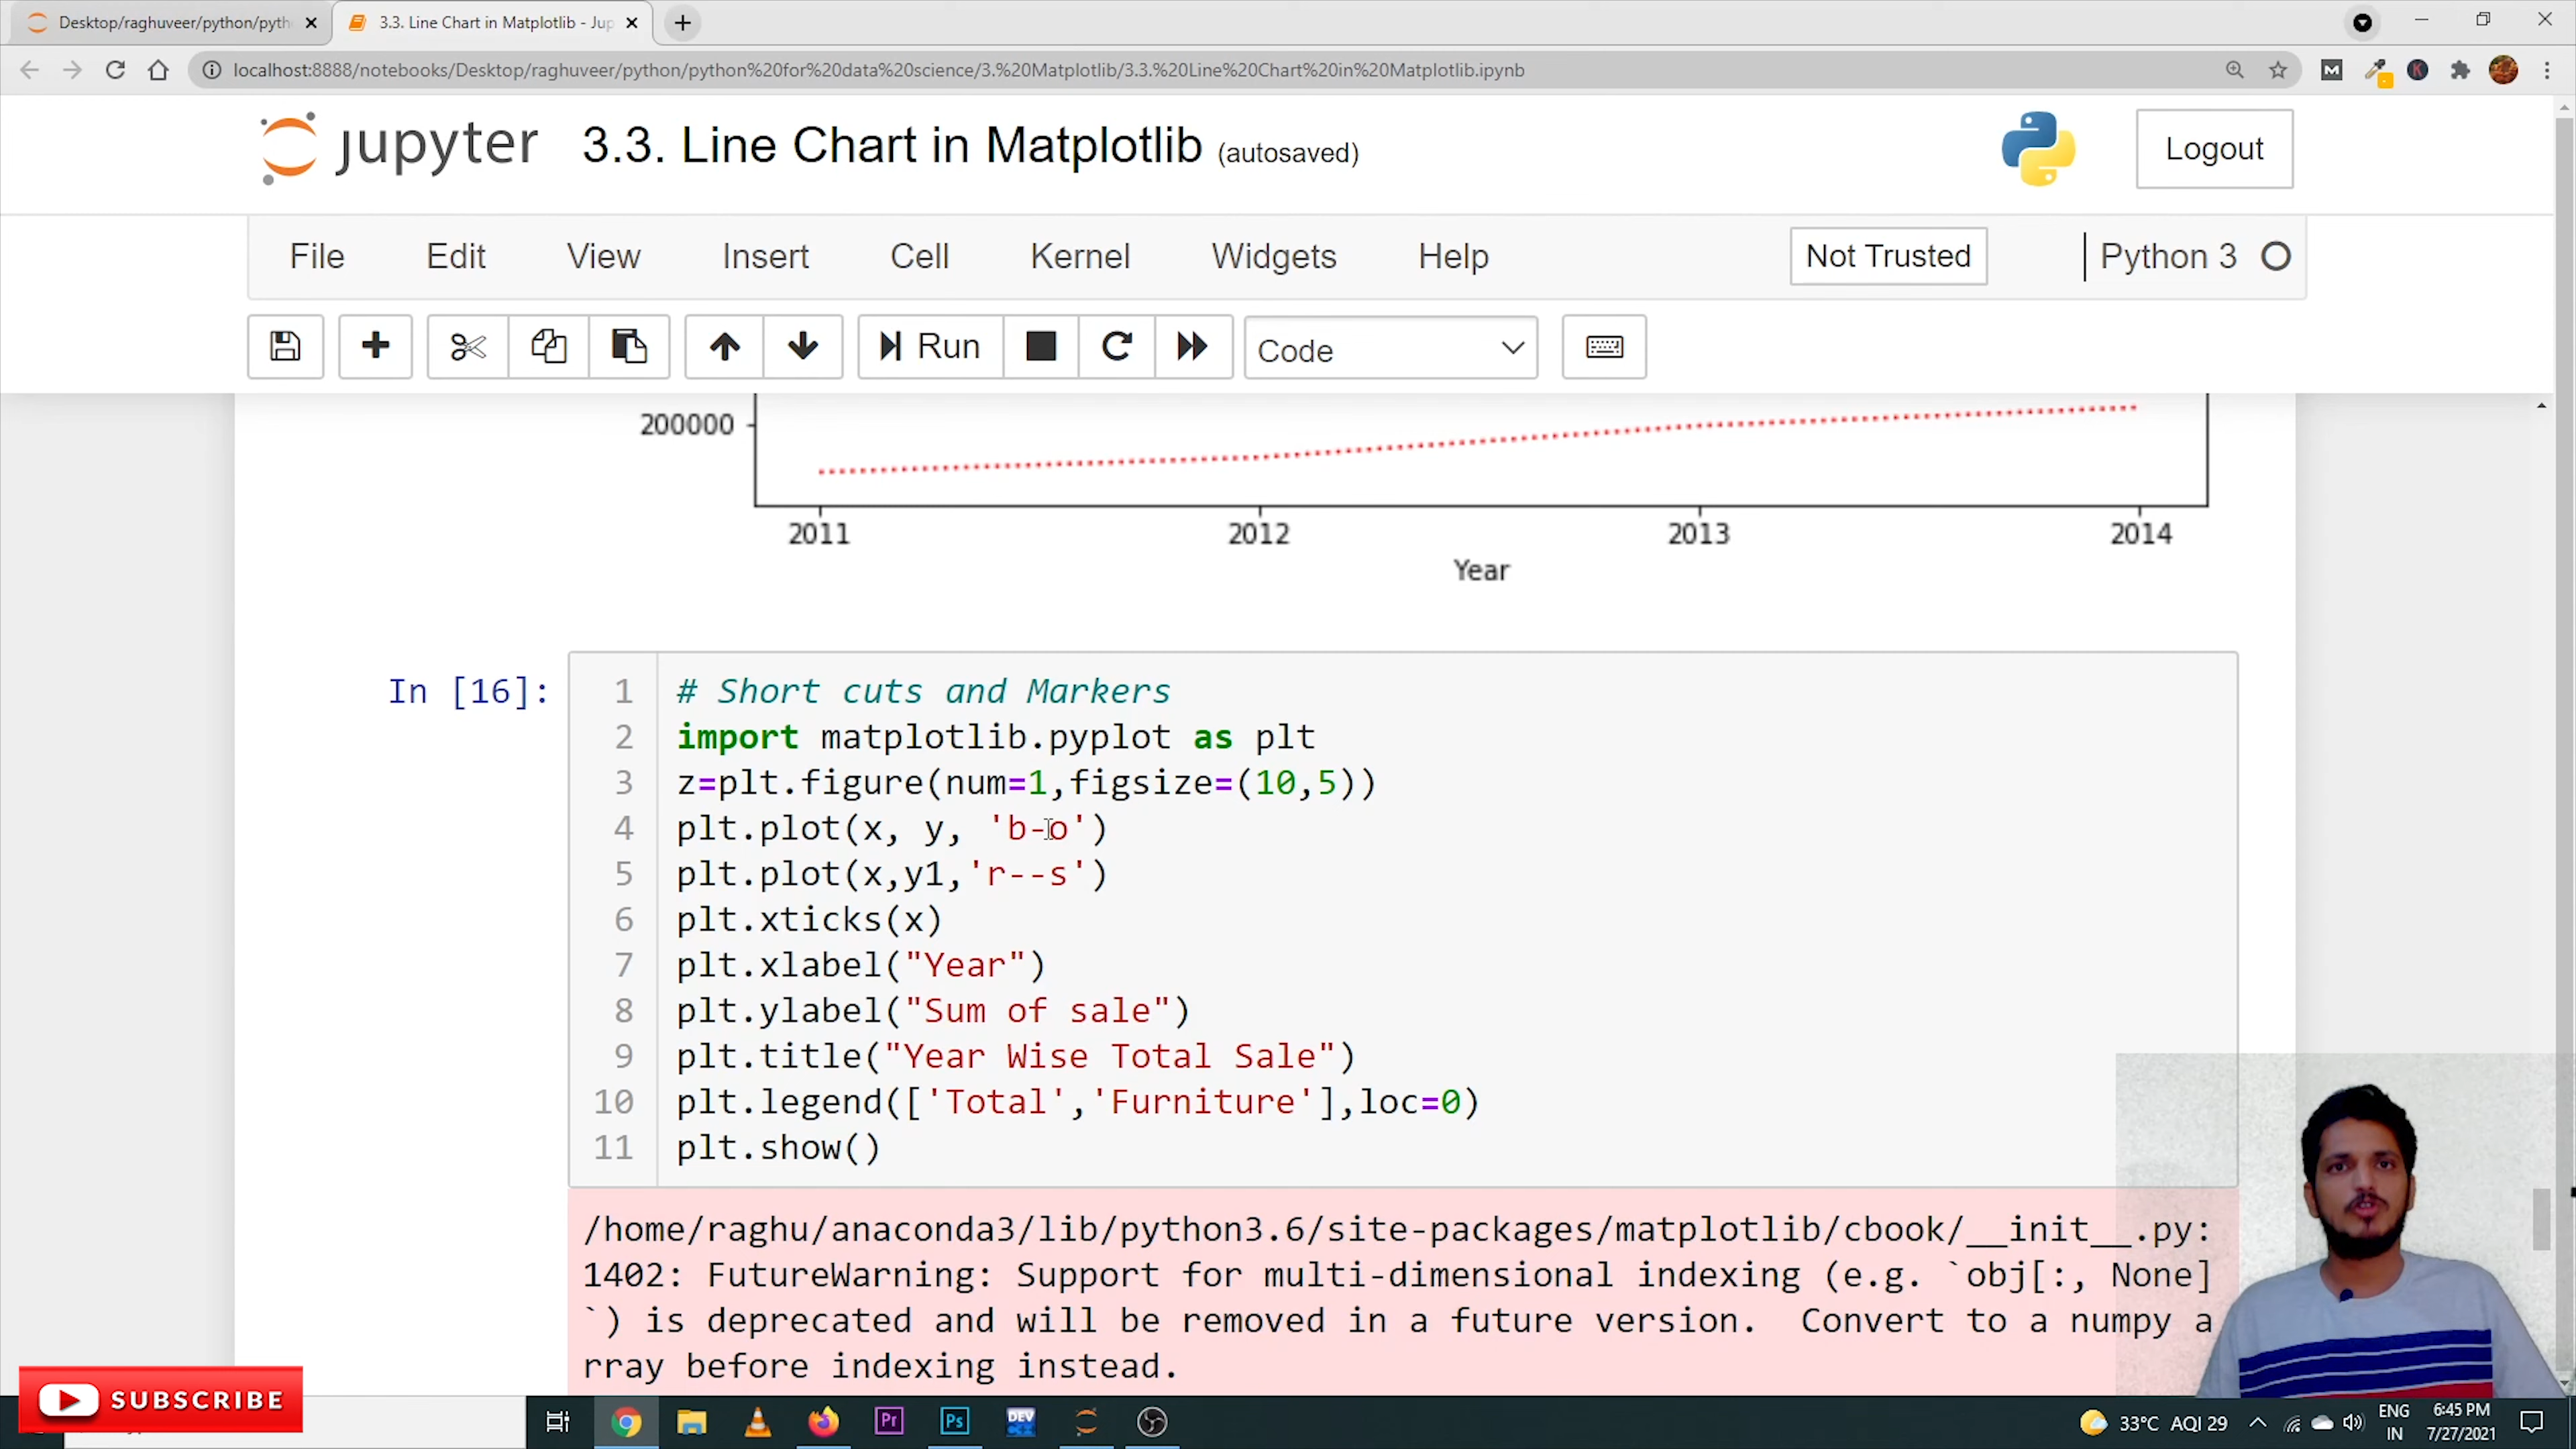 Desktop/raghuveer/python/pyth
3.3. Line Chart in Matplotlib - Jup
localhost:8888/notebooks/Desktop/raghuveer/python/python%20for%20data%20science/3.%20Matplotlib/3.3.%20Line%20Chart%20in%20Matplotlib.ipynb
jupyter 3.3. Line Chart in Matplotlib (autosaved)
Logout
File Edit View Insert Cell Kernel Widgets Help Not Trusted Python 3
Run Code
200000
2011 2012 2013 2014
Year
In [16]:
1 # Short cuts and Markers
2 import matplotlib.pyplot as plt
3 z=plt.figure(num=1,figsize=(10,5))
4 plt.plot(x, y, 'b-o')
5 plt.plot(x,y1,'r--s')
6 plt.xticks(x)
7 plt.xlabel("Year")
8 plt.ylabel("Sum of sale")
9 plt.title("Year Wise Total Sale")
10 plt.legend(['Total','Furniture'],loc=0)
11 plt.show()
/home/raghu/anaconda3/lib/python3.6/site-packages/matplotlib/cbook/__init__.py:
1402: FutureWarning: Support for multi-dimensional indexing (e.g. `obj[:, None]
`) is deprecated and will be removed in a future version.  Convert to a numpy a
rray before indexing instead.
SUBSCRIBE
Pr
Ps
DEV
33°C AQI 29
ENG
IN
6:45 PM
7/27/2021